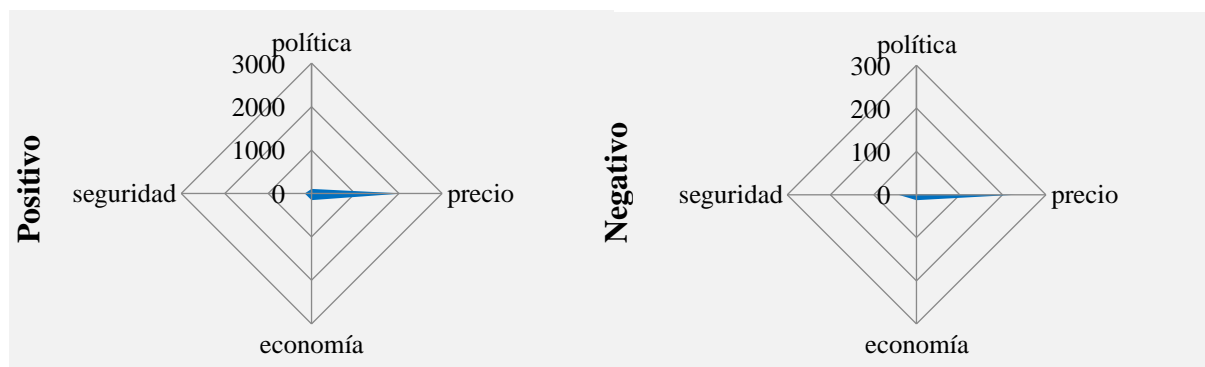 política
3000
2000
1000
0
Positivo
seguridad
precio
economía
política
300
200
100
0
Negativo
seguridad
precio
economía